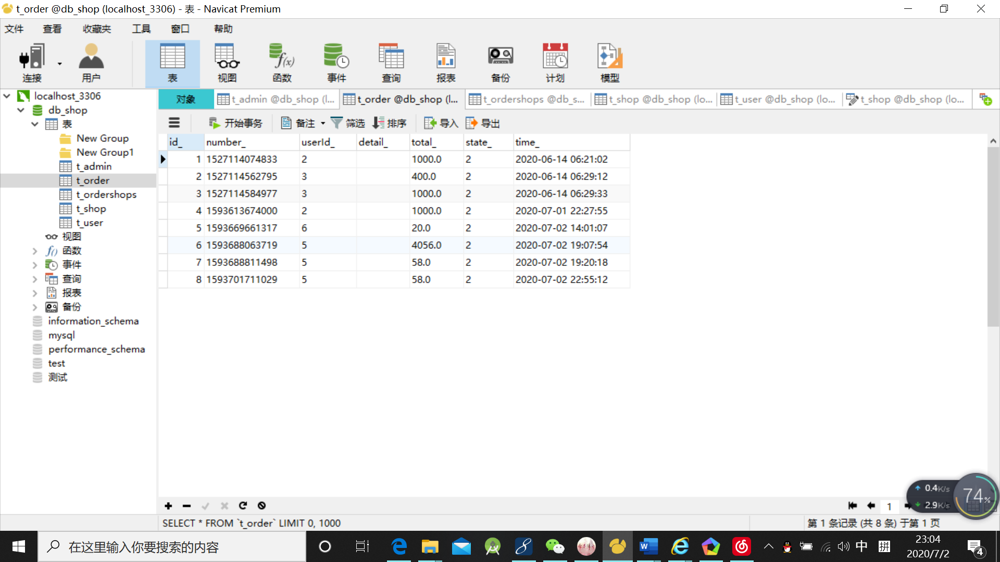 t_order @db_shop (localhost_3306) - 表 - Navicat Premium
文件 查看 收藏夹 工具 窗口 帮助
连接 用户 表 视图 函数 事件 查询 报表 备份 计划 模型
localhost_3306
db_shop
表
New Group
New Group1
t_admin
t_order
t_ordershops
t_shop
t_user
视图
函数
事件
查询
报表
备份
information_schema
mysql
performance_schema
test
测试
对象 t_admin @db_shop (l... t_order @db_shop (l... t_ordershops @db_s... t_shop @db_shop (lo... t_user @db_shop (lo... t_shop @db_shop (lo...
开始事务 备注 筛选 排序 导入 导出
id_ number_ userId_ detail_ total_ state_ time_
1 1527114074833 2 1000.0 2 2020-06-14 06:21:02
2 1527114562795 3 400.0 2 2020-06-14 06:29:12
3 1527114584977 3 1000.0 2 2020-06-14 06:29:33
4 1593613674000 2 1000.0 2 2020-07-01 22:27:55
5 1593669661317 6 20.0 2 2020-07-02 14:01:07
6 1593688063719 5 4056.0 2 2020-07-02 19:07:54
7 1593688811498 5 58.0 2 2020-07-02 19:20:18
8 1593701711029 5 58.0 2 2020-07-02 22:55:12
1
0.4K/s
2.9K/s
74%
SELECT * FROM `t_order` LIMIT 0, 1000
第 1 条记录 (共 8 条) 于第 1 页
在这里输入你要搜索的内容
中 拼
23:04
2020/7/2
4